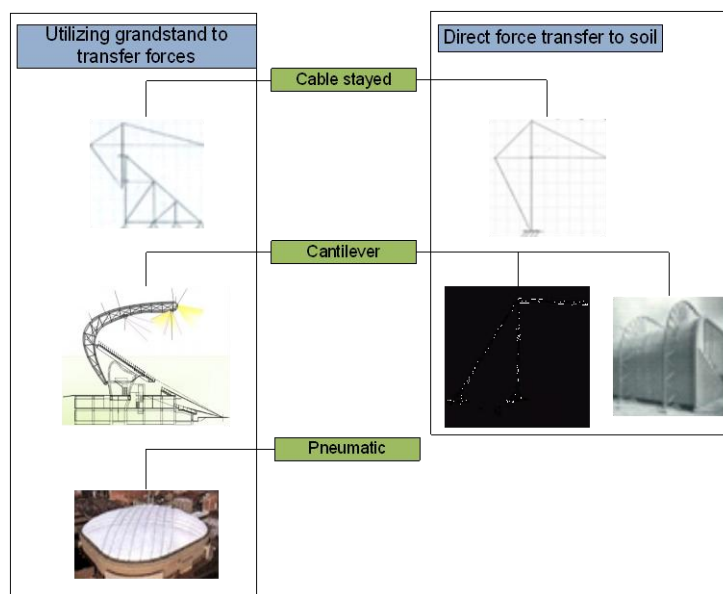 Utilizing grandstand to
transfer forces
Direct force transfer to soil
Cable stayed
Cantilever
Pneumatic